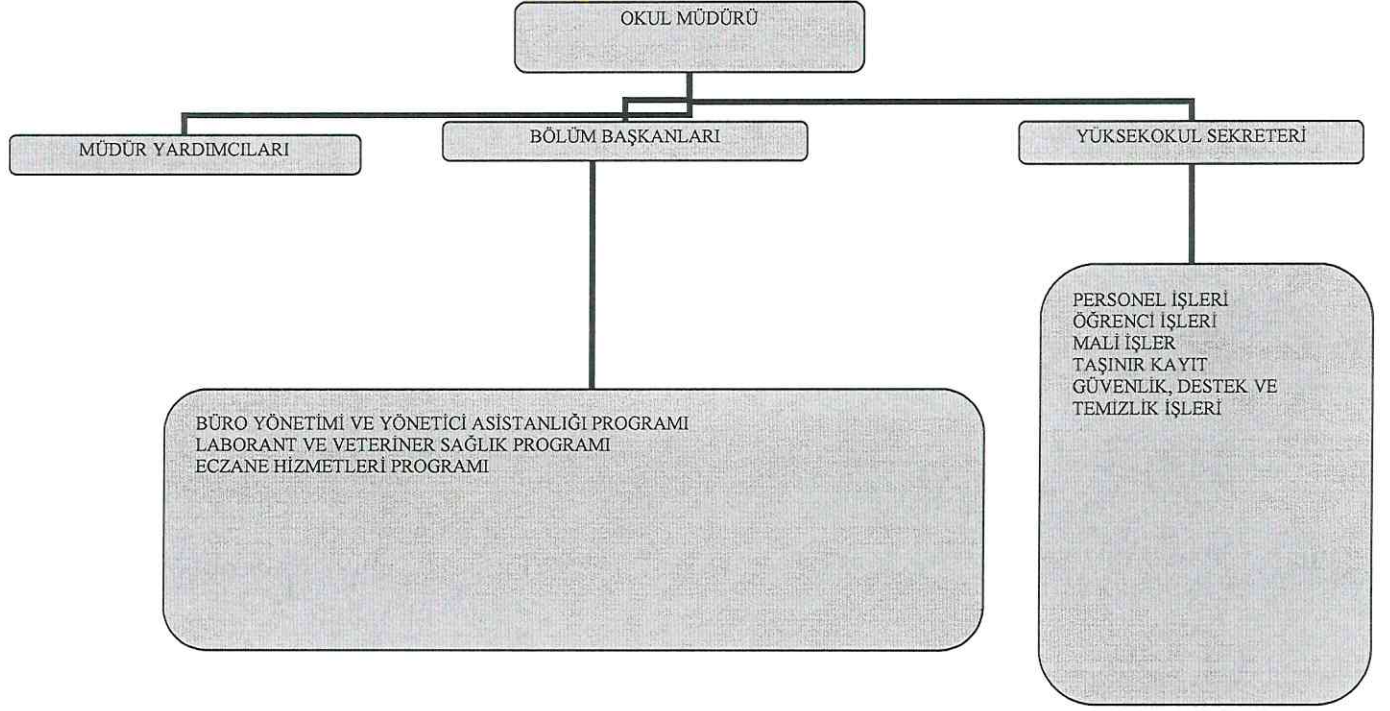 OKUL MÜDÜRÜ
MÜDÜR YARDIMCILARI
BÖLÜM BAŞKANLARI
YÜKSEKOKUL SEKRETERİ
BÜRO YÖNETİMİ VE YÖNETİCİ ASİSTANLIĞI PROGRAMI
LABORANT VE VETERİNER SAĞLIK PROGRAMI
ECZANE HİZMETLERİ PROGRAMI
PERSONEL İŞLERİ
ÖĞRENCİ İŞLERİ
MALİ İŞLER
TAŞINIR KAYIT
GÜVENLİK, DESTEK VE
TEMİZLİK İŞLERİ